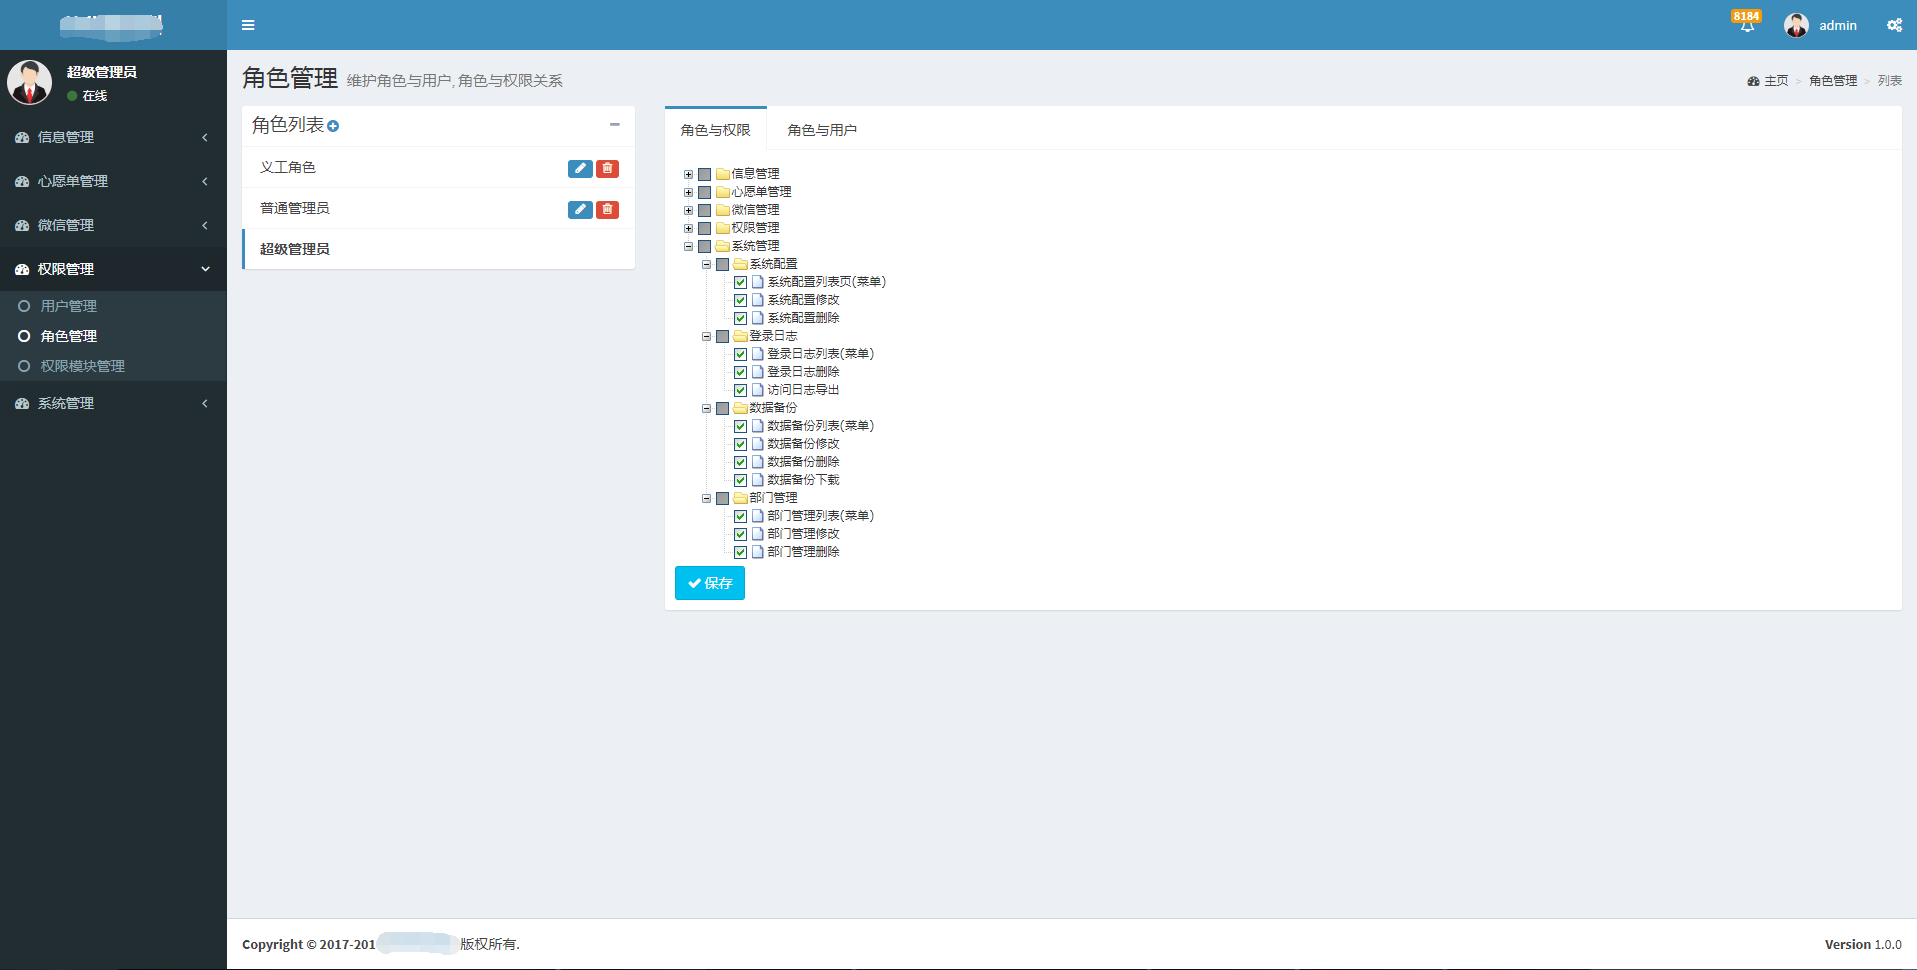 8184
admin
超级管理员
在线
信息管理
心愿单管理
微信管理
权限管理
用户管理
角色管理
权限模块管理
系统管理
角色管理 维护角色与用户, 角色与权限关系
主页 > 角色管理 > 列表
角色列表
义工角色
普通管理员
超级管理员
角色与权限 角色与用户
信息管理
心愿单管理
微信管理
权限管理
系统管理
系统配置
系统配置列表页(菜单)
系统配置修改
系统配置删除
登录日志
登录日志列表(菜单)
登录日志删除
访问日志导出
数据备份
数据备份列表(菜单)
数据备份修改
数据备份删除
数据备份下载
部门管理
部门管理列表(菜单)
部门管理修改
部门管理删除
保存
Copyright © 2017-201 版权所有.
Version 1.0.0